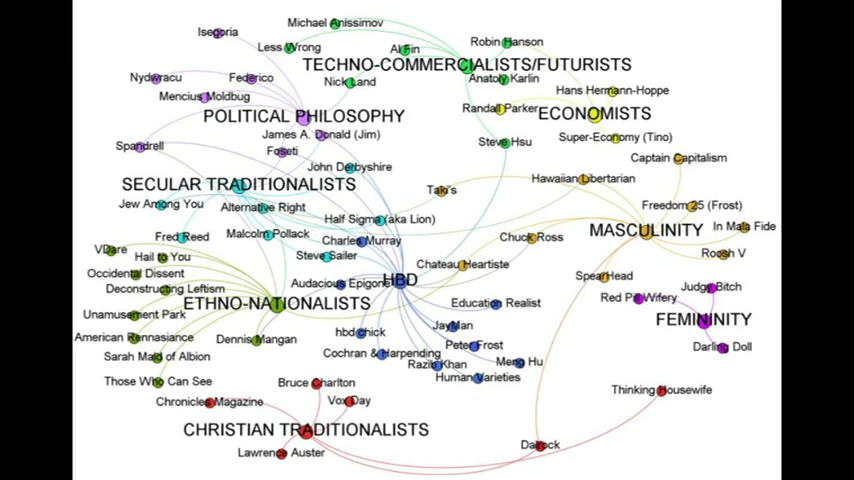 Michael Anissimov
Isegoria
Less Wrong
Al Fin
Robin Hanson
TECHNO-COMMERCIALISTS/FUTURISTS
Nydwracu
Federico
Nick Land
Anatoly Karlin
Hans Hermann-Hoppe
Mencius Moldbug
Randall Parker
POLITICAL PHILOSOPHY
ECONOMISTS
James A. Donald (Jim)
Super-Economy (Tino)
Spandrell
Foseti
Steve Hsu
Captain Capitalism
John Derbyshire
Hawaiian Libertarian
SECULAR TRADITIONALISTS
Taki's
Jew Among You
Alternative Right
Freedom 25 (Frost)
Half Sigma (aka Lion)
In Mala Fide
MASCULINITY
Fred Reed
Malcolm Pollack
Charles Murray
Chuck Ross
VDare
Hail to You
Steve Sailer
Roosh V
Chateau Heartiste
Occidental Dissent
SpearHead
Audacious Epigone
HBD
Deconstructing Leftism
Judgy Bitch
Red Pill Wifery
ETHNO-NATIONALISTS
Education Realist
Unamusement Park
FEMININITY
JayMan
hbd chick
American Rennasiance
Dennis Mangan
Peter Frost
Darling Doll
Sarah Maid of Albion
Cochran & Harpending
Razib Khan
Meng Hu
Human Varieties
Those Who Can See
Bruce Charlton
Thinking Housewife
Chronicles Magazine
Vox Day
CHRISTIAN TRADITIONALISTS
Dalrock
Lawrence Auster